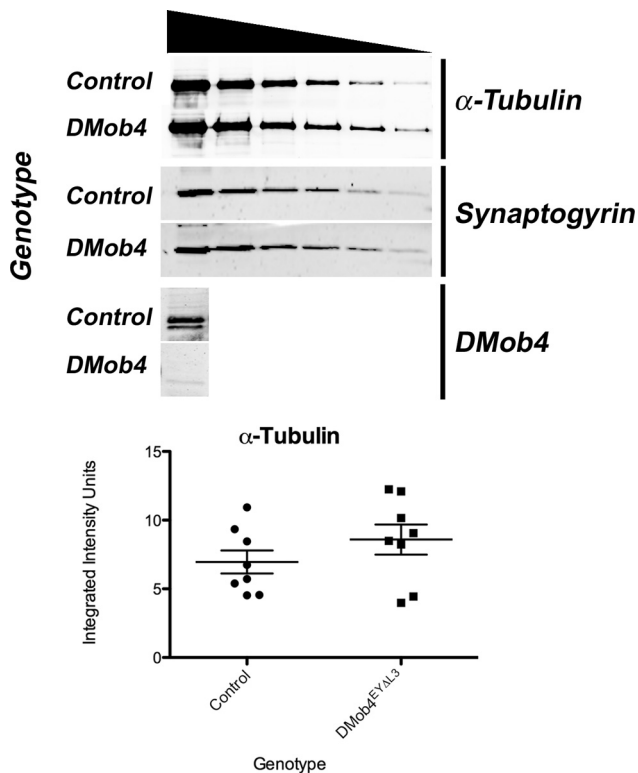 Control
DMob4
α-Tubulin
Control
DMob4
Synaptogyrin
Control
DMob4
DMob4
Genotype
α-Tubulin
Integrated Intensity Units
15
10
5
0
Control
DMob4EYΔL3
Genotype